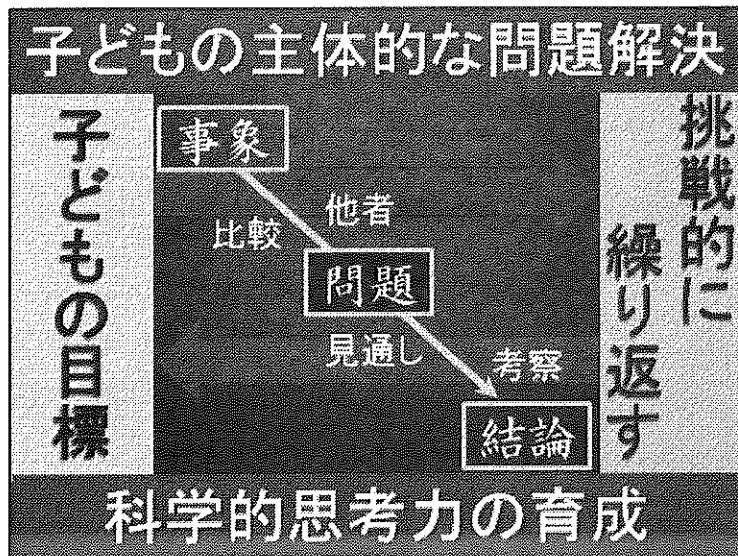 子どもの主体的な問題解決
子どもの目標
事象
比較
他者
問題
見通し
考察
結論
挑戦的に
繰り返す
科学的思考力の育成